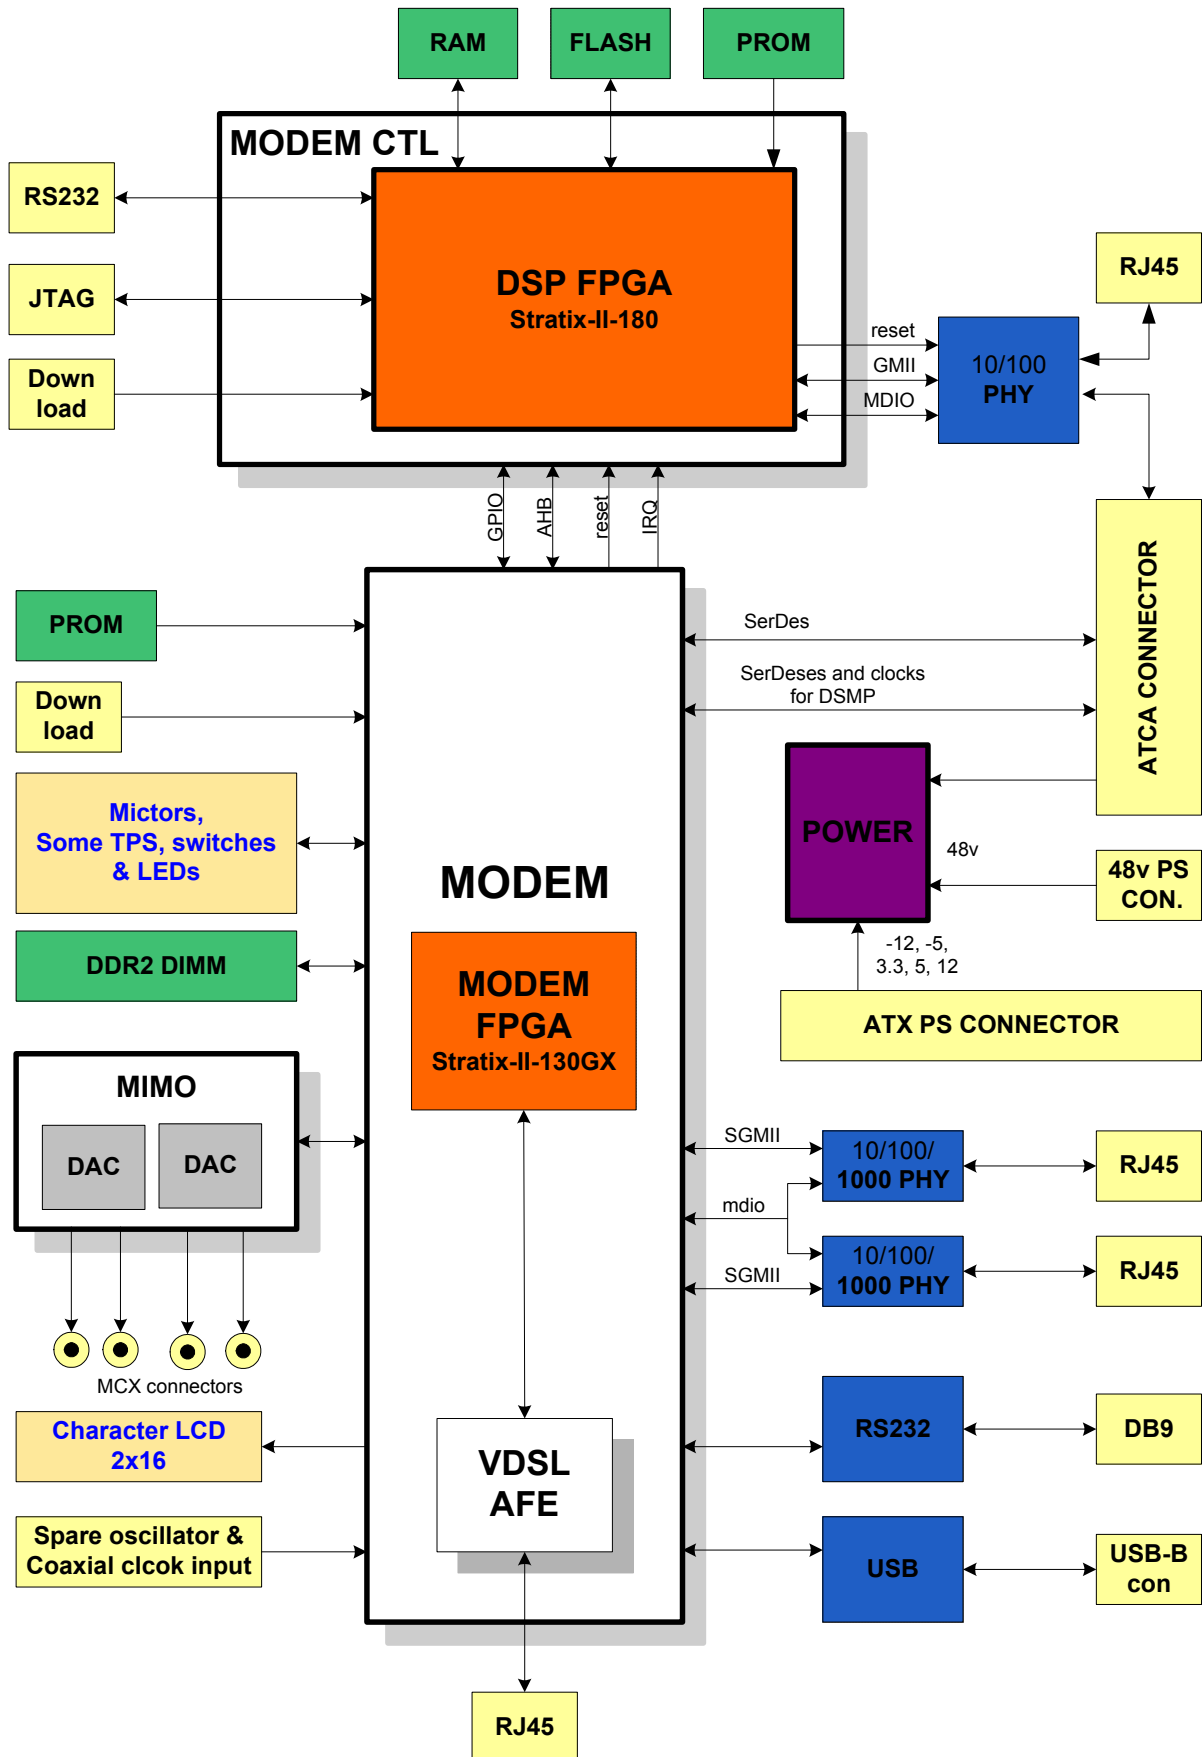 RAM
FLASH
PROM
MODEM CTL
RS232
JTAG
Down
load
DSP FPGA
Stratix-II-180
reset
GMII
MDIO
10/100
PHY
RJ45
GPIO
AHB
reset
IRQ
ATCA CONNECTOR
PROM
Down
load
Mictors,
Some TPS, switches
& LEDs
DDR2 DIMM
SerDes
SerDeses and clocks
for DSMP
POWER
48v
48v PS
CON.
-12, -5,
3.3, 5, 12
ATX PS CONNECTOR
MODEM
MODEM
FPGA
Stratix-II-130GX
MIMO
DAC
DAC
MCX connectors
SGMII
10/100/
1000 PHY
RJ45
mdio
SGMII
10/100/
1000 PHY
RJ45
Character LCD
2x16
Spare oscillator &
Coaxial clcok input
VDSL
AFE
RS232
DB9
USB
USB-B
con
RJ45